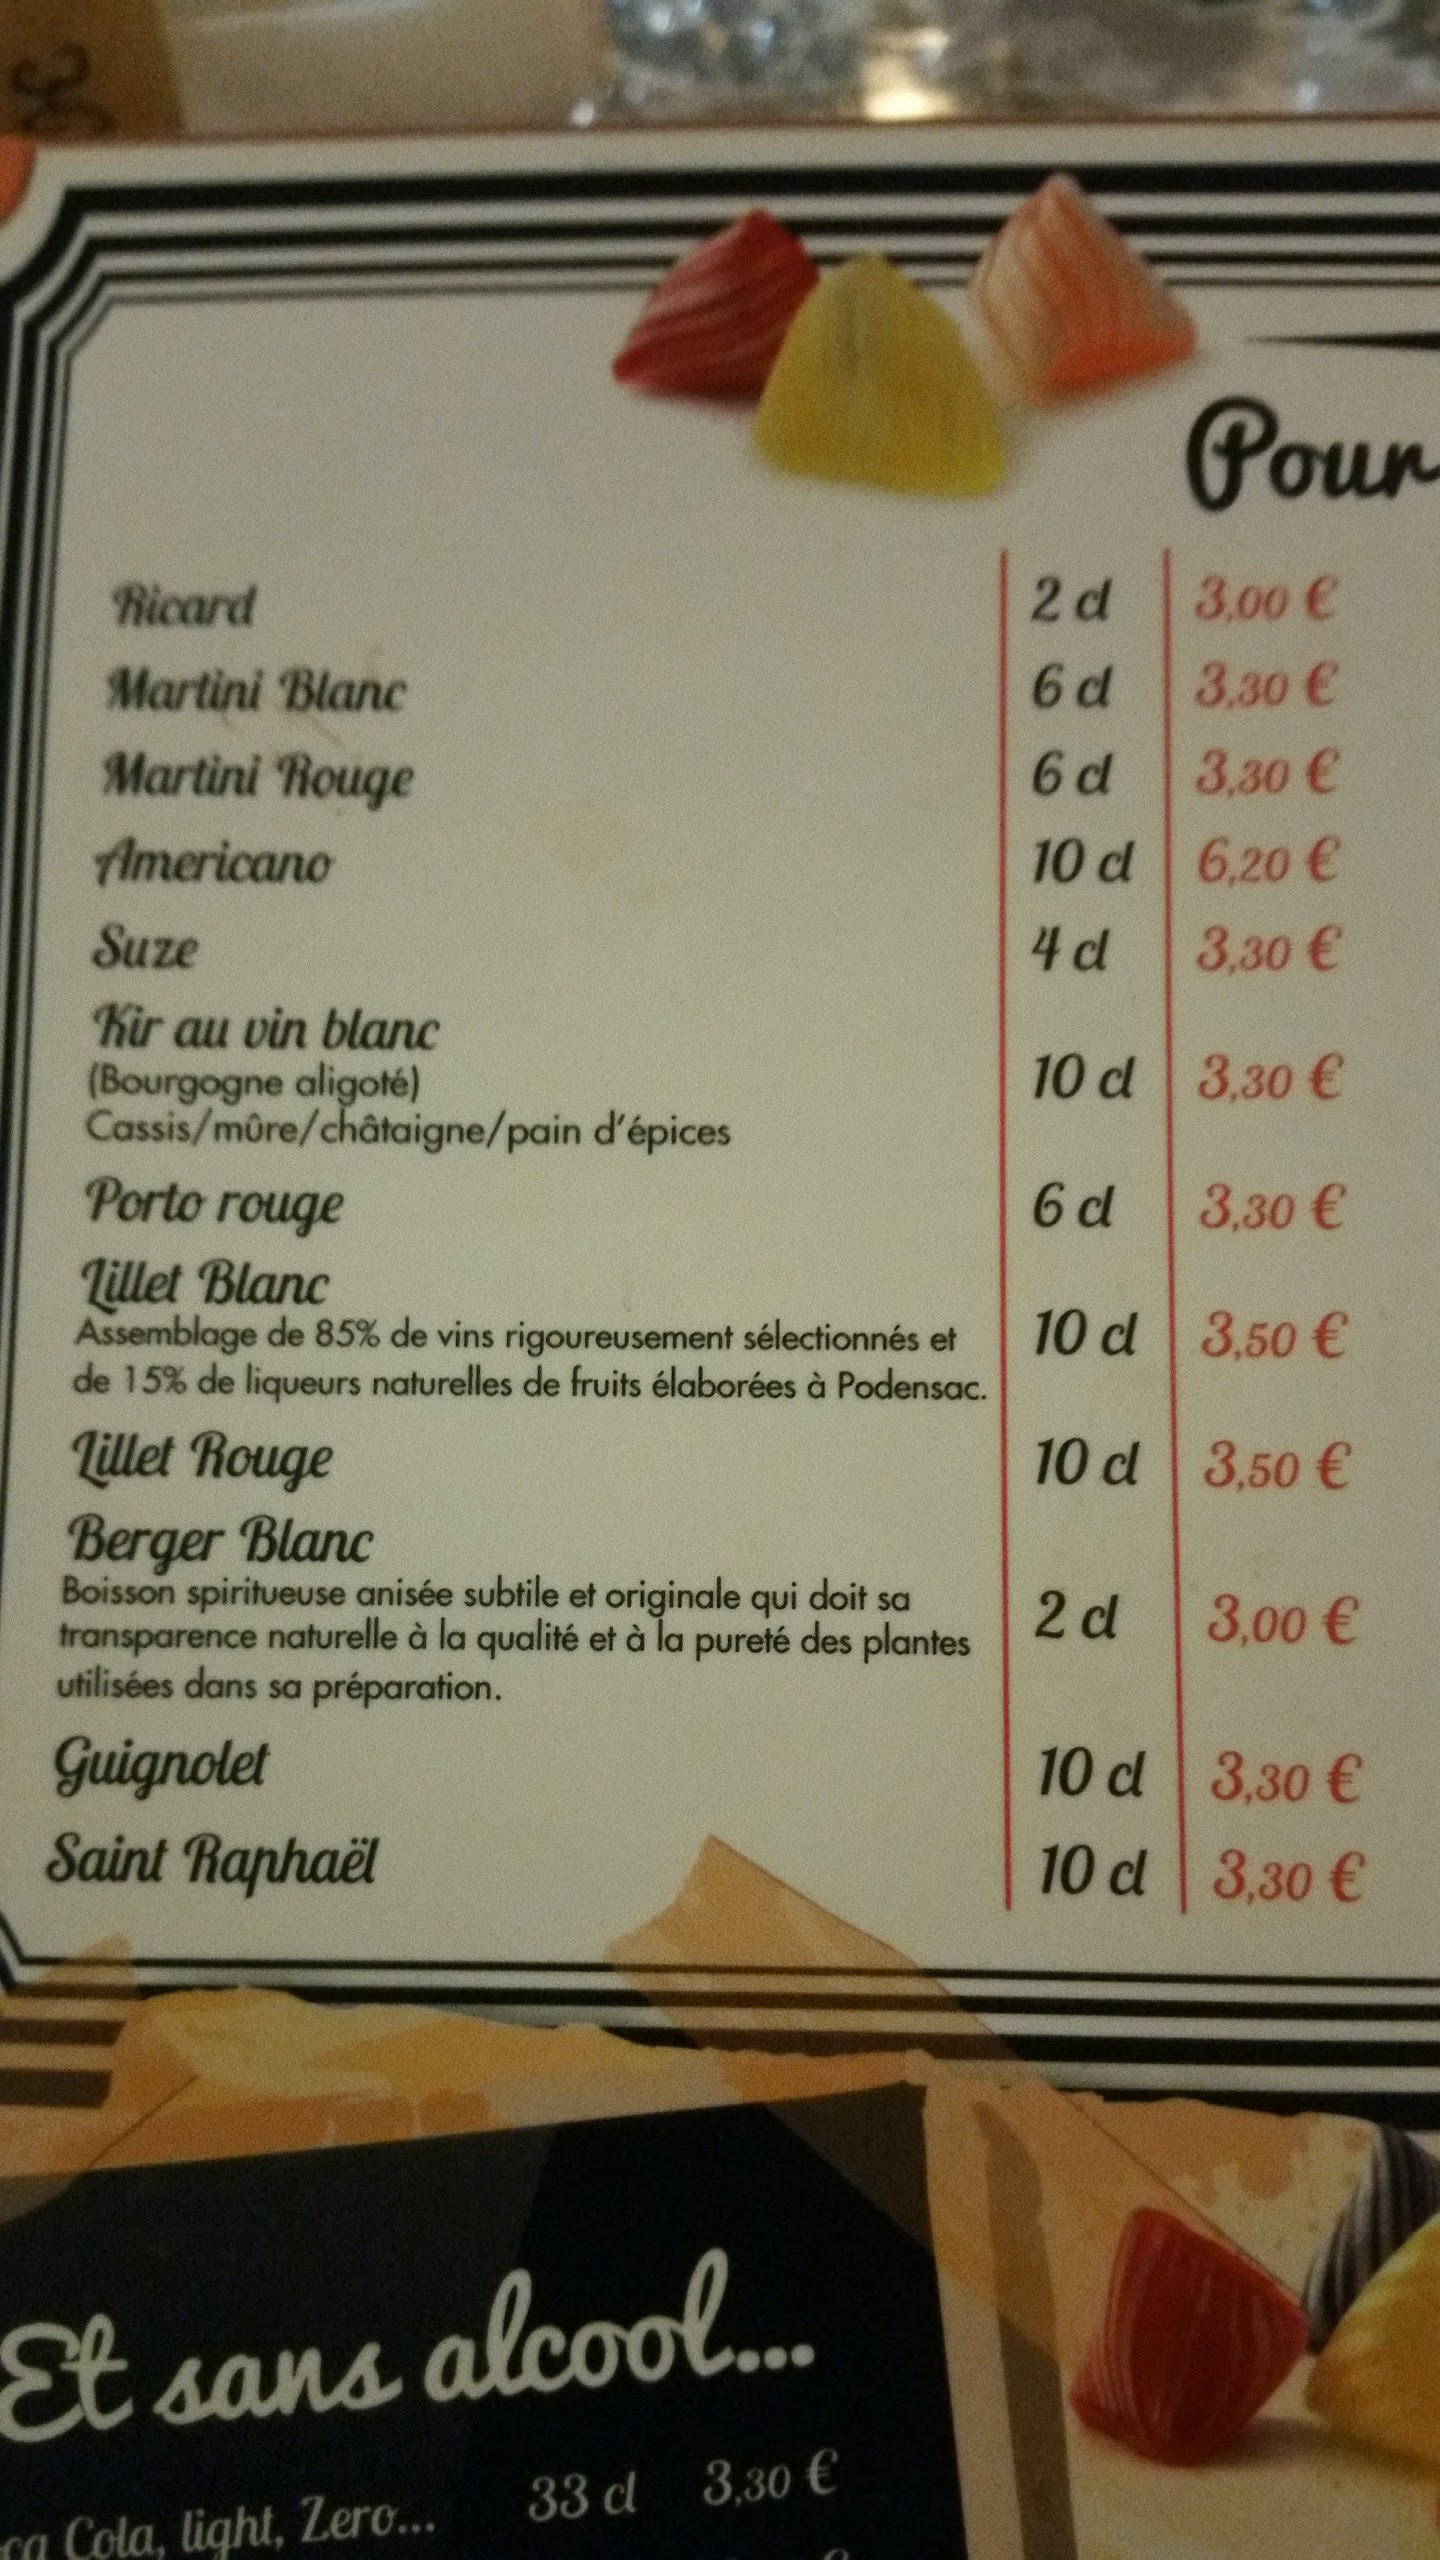 Pour
Ricard 2 cl 3,00 €
Martini Blanc 6 cl 3,30 €
Martini Rouge 6 cl 3,30 €
Americano 10 cl 6,20 €
Suze 4 cl 3,30 €
Kir au vin blanc
(Bourgogne aligoté) 10 cl 3,30 €
Cassis/mûre/châtaigne/pain d'épices
Porto rouge 6 cl 3,30 €
Lillet Blanc
Assemblage de 85% de vins rigoureusement sélectionnés et 10 cl 3,50 €
de 15% de liqueurs naturelles de fruits élaborées à Podensac.
Lillet Rouge 10 cl 3,50 €
Berger Blanc
Boisson spiritueuse anisée subtile et originale qui doit sa 2 cl 3,00 €
transparence naturelle à la qualité et à la pureté des plantes
utilisées dans sa préparation.
Guignolet 10 cl 3,30 €
Saint Raphaël 10 cl 3,30 €
Et sans alcool...
ca Cola, light, Zero... 33 cl 3,30 €